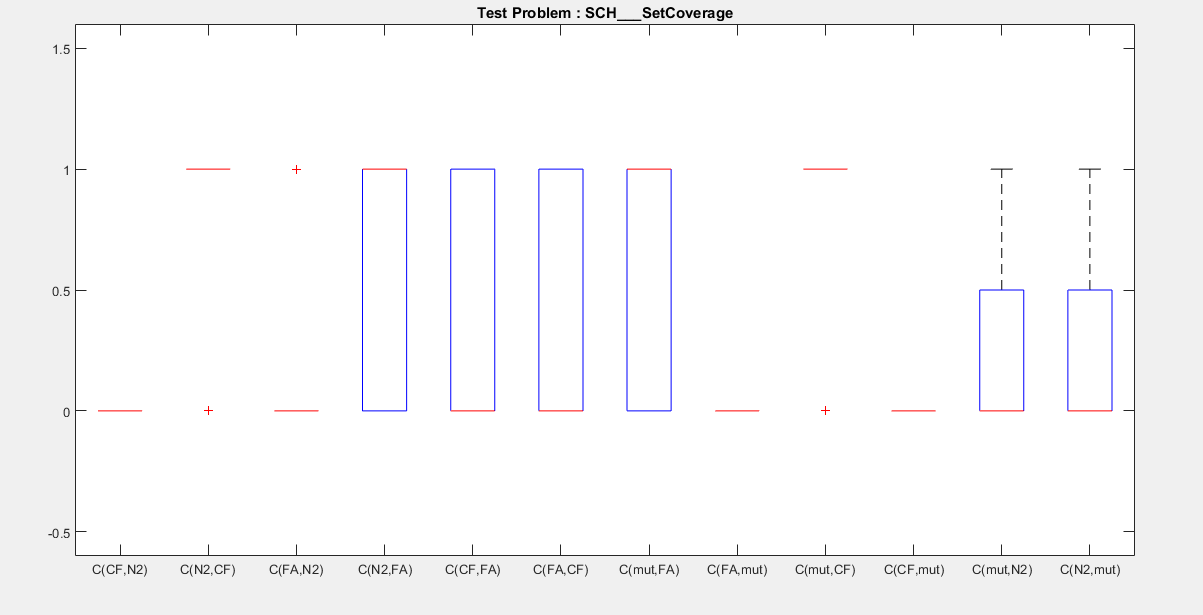 Test Problem : SCH___SetCoverage
1.5
1
0.5
0
-0.5
C(CF,N2) C(N2,CF) C(FA,N2) C(N2,FA) C(CF,FA) C(FA,CF) C(mut,FA) C(FA,mut) C(mut,CF) C(CF,mut) C(mut,N2) C(N2,mut)